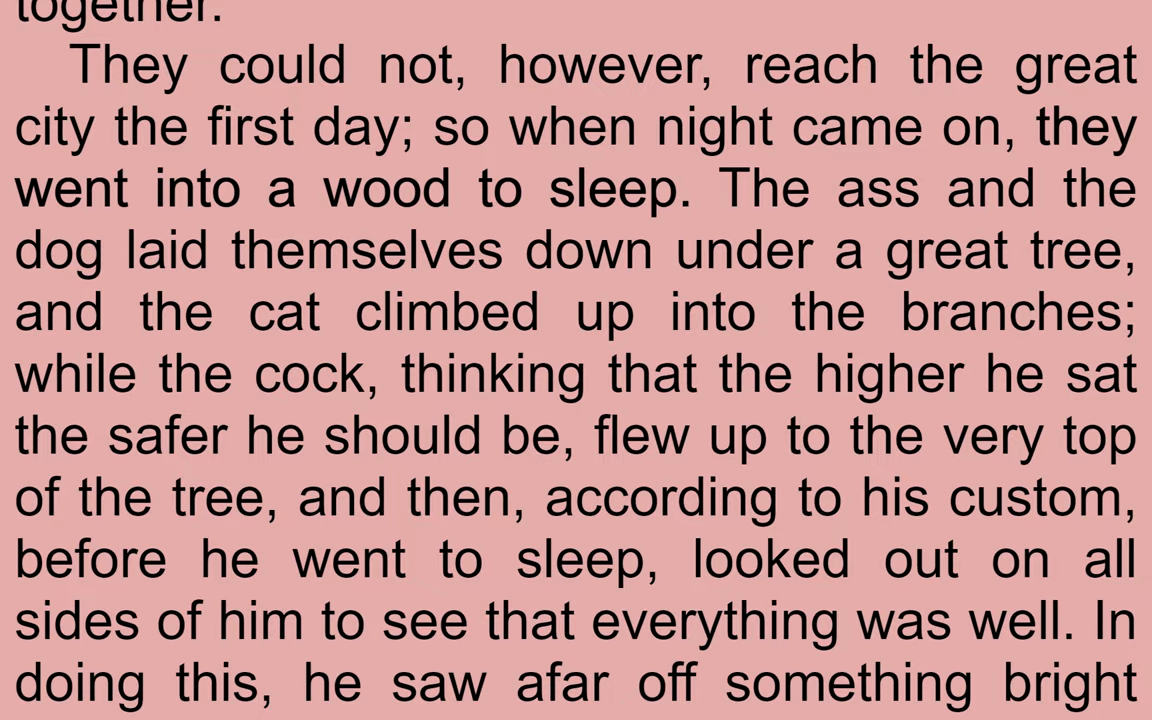 together.
They could not, however, reach the great
city the first day; so when night came on, they
went into a wood to sleep. The ass and the
dog laid themselves down under a great tree,
and the cat climbed up into the branches;
while the cock, thinking that the higher he sat
the safer he should be, flew up to the very top
of the tree, and then, according to his custom,
before he went to sleep, looked out on all
sides of him to see that everything was well. In
doing this, he saw afar off something bright